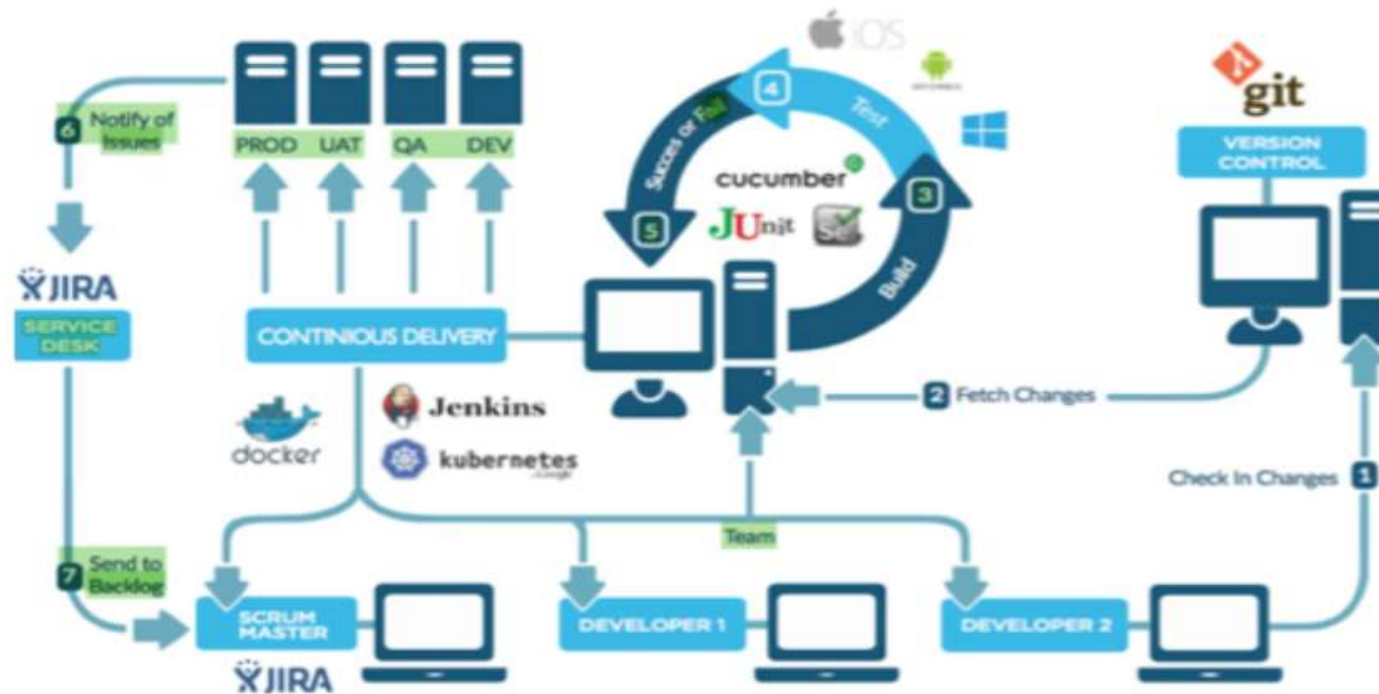 iOS
4
Test
Succes or Fail
git
6
Notify of
Issues
PROD UAT QA DEV
VERSION
CONTROL
cucumber
3
JUnit
Se
5
JIRA
Build
SERVICE
DESK
CONTINIOUS DELIVERY
2 Fetch Changes
Jenkins
docker
kubernetes
Check In Changes 1
Team
7
Send to
Backlog
SCRUM
MASTER
DEVELOPER 1
DEVELOPER 2
JIRA